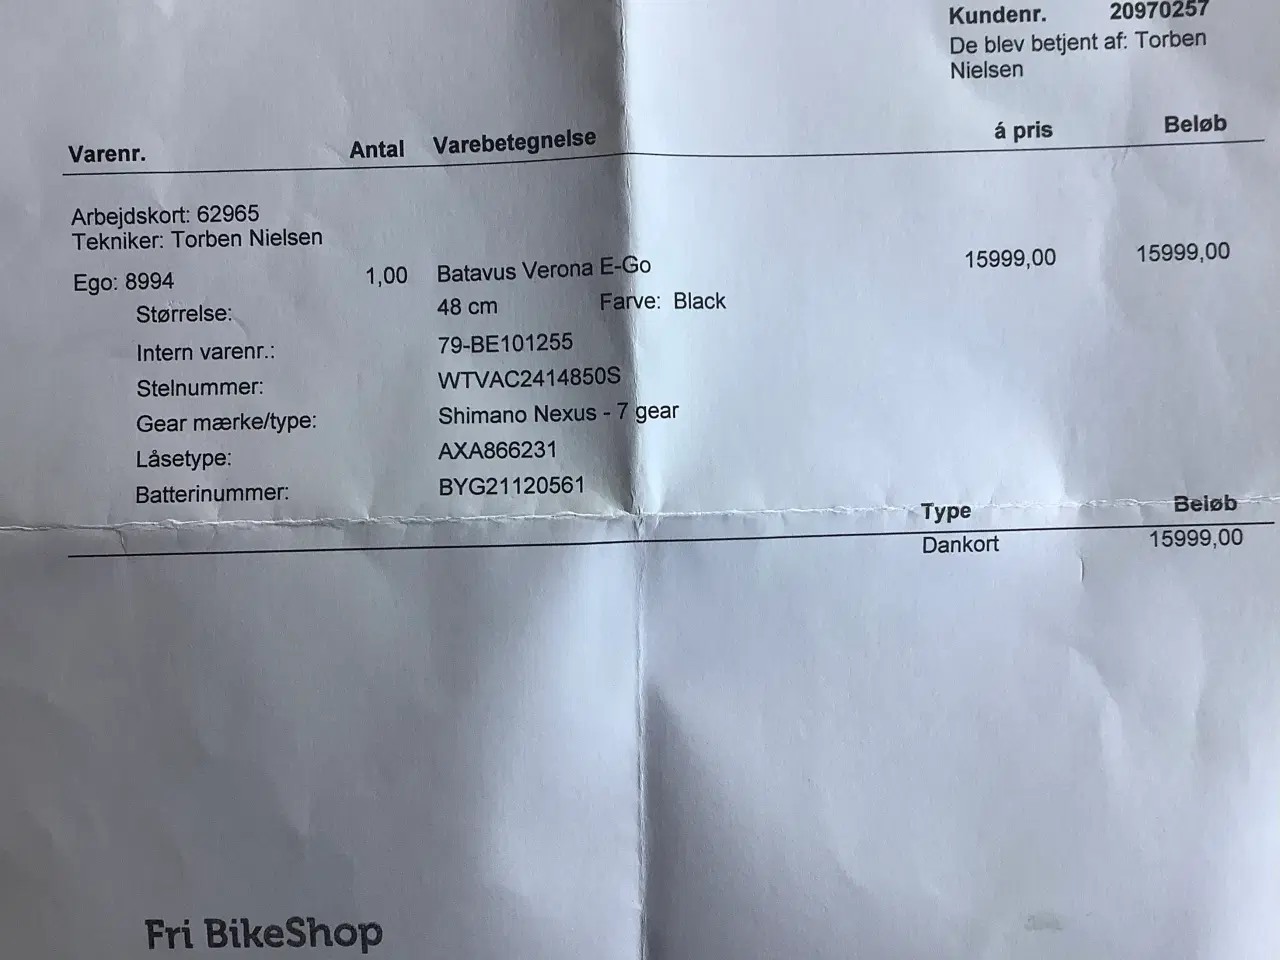 Kundenr. 20970257
De blev betjent af: Torben
Nielsen
Varenr. Antal Varebetegnelse á pris Beløb
Arbejdskort: 62965
Tekniker: Torben Nielsen
Ego: 8994 1,00 Batavus Verona E-Go 15999,00 15999,00
Størrelse: 48 cm Farve: Black
Intern varenr.: 79-BE101255
Stelnummer: WTVAC2414850S
Gear mærke/type: Shimano Nexus - 7 gear
Låsetype: AXA866231
Batterinummer: BYG21120561
Type Beløb
Dankort 15999,00
Fri BikeShop